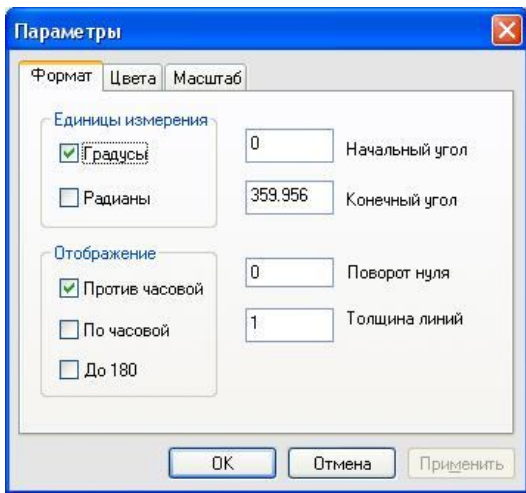 Параметры
Формат Цвета Масштаб
Единицы измерения
Градусы
Радианы
0 Начальный угол
359.956 Конечный угол
Отображение
Против часовой
По часовой
До 180
0 Поворот нуля
1 Толщина линий
OK Отмена Применить